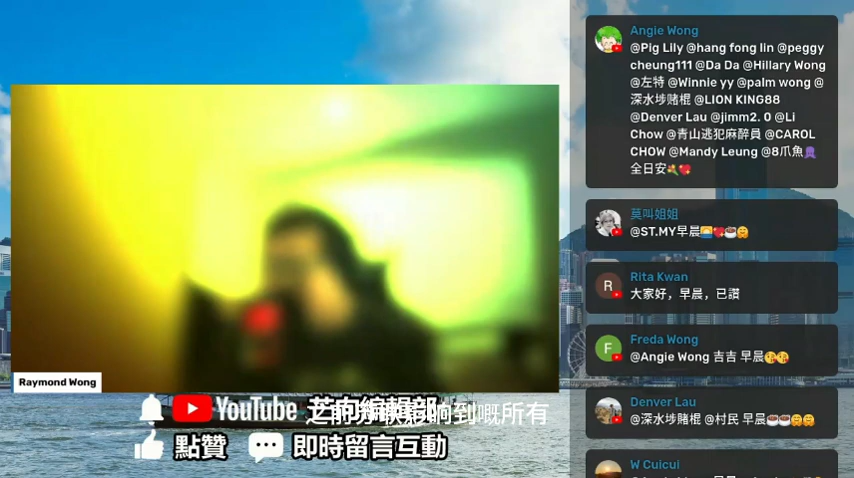 Angie Wong
@Pig Lily @hang fong lin @peggy
cheung111 @Da Da @Hillary Wong
@左特 @Winnie yy @palm wong @
深水埗賭棍 @LION KING88
@Denver Lau @jimm2. 0 @Li
Chow @青山逃犯麻醉員 @CAROL
CHOW @Mandy Leung @8爪魚
全日安
莫叫姐姐
@ST.MY早晨
R
Rita Kwan
大家好，早晨，已讚
F
Freda Wong
@Angie Wong 吉吉 早晨
Denver Lau
@深水埗賭棍 @村民 早晨
W Cuicui
Raymond Wong
YouTube
响到嘅所有
點贊
即時留言互動